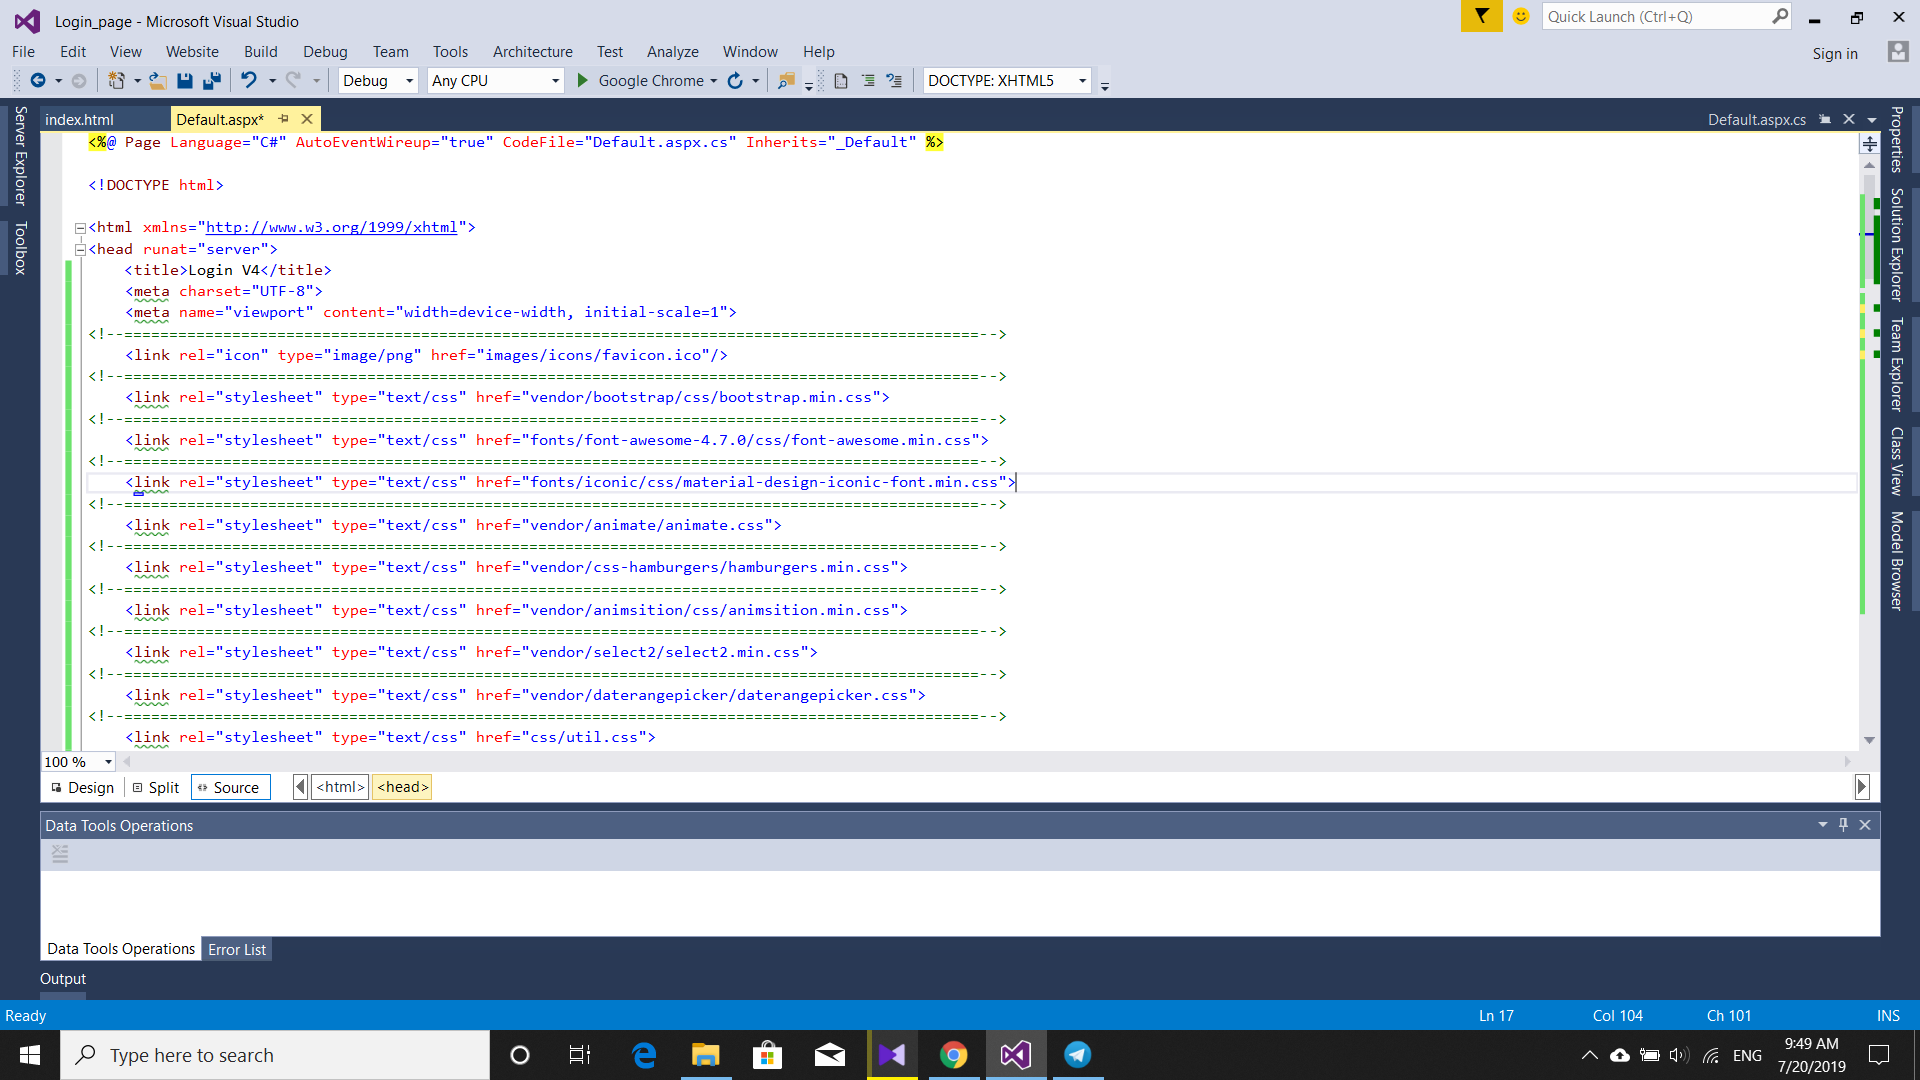 Login_page - Microsoft Visual Studio
Quick Launch (Ctrl+Q)
File Edit View Website Build Debug Team Tools Architecture Test Analyze Window Help
Sign in
Debug Any CPU Google Chrome DOCTYPE: XHTML5
index.html Default.aspx* Default.aspx.cs
Server Explorer
Toolbox
Properties
Solution Explorer
Team Explorer
Class View
Model Browser
<%@ Page Language="C#" AutoEventWireup="true" CodeFile="Default.aspx.cs" Inherits="_Default" %>
<!DOCTYPE html>
<html xmlns="http://www.w3.org/1999/xhtml">
<head runat="server">
<title>Login V4</title>
<meta charset="UTF-8">
<meta name="viewport" content="width=device-width, initial-scale=1">
<!--===============================================================================================-->
<link rel="icon" type="image/png" href="images/icons/favicon.ico"/>
<!--===============================================================================================-->
<link rel="stylesheet" type="text/css" href="vendor/bootstrap/css/bootstrap.min.css">
<!--===============================================================================================-->
<link rel="stylesheet" type="text/css" href="fonts/font-awesome-4.7.0/css/font-awesome.min.css">
<!--===============================================================================================-->
<link rel="stylesheet" type="text/css" href="fonts/iconic/css/material-design-iconic-font.min.css">
<!--===============================================================================================-->
<link rel="stylesheet" type="text/css" href="vendor/animate/animate.css">
<!--===============================================================================================-->
<link rel="stylesheet" type="text/css" href="vendor/css-hamburgers/hamburgers.min.css">
<!--===============================================================================================-->
<link rel="stylesheet" type="text/css" href="vendor/animsition/css/animsition.min.css">
<!--===============================================================================================-->
<link rel="stylesheet" type="text/css" href="vendor/select2/select2.min.css">
<!--===============================================================================================-->
<link rel="stylesheet" type="text/css" href="vendor/daterangepicker/daterangepicker.css">
<!--===============================================================================================-->
<link rel="stylesheet" type="text/css" href="css/util.css">
100 %
Design Split Source <html> <head>
Data Tools Operations
Data Tools Operations Error List
Output
Ready Ln 17 Col 104 Ch 101 INS
Type here to search
ENG
9:49 AM
7/20/2019